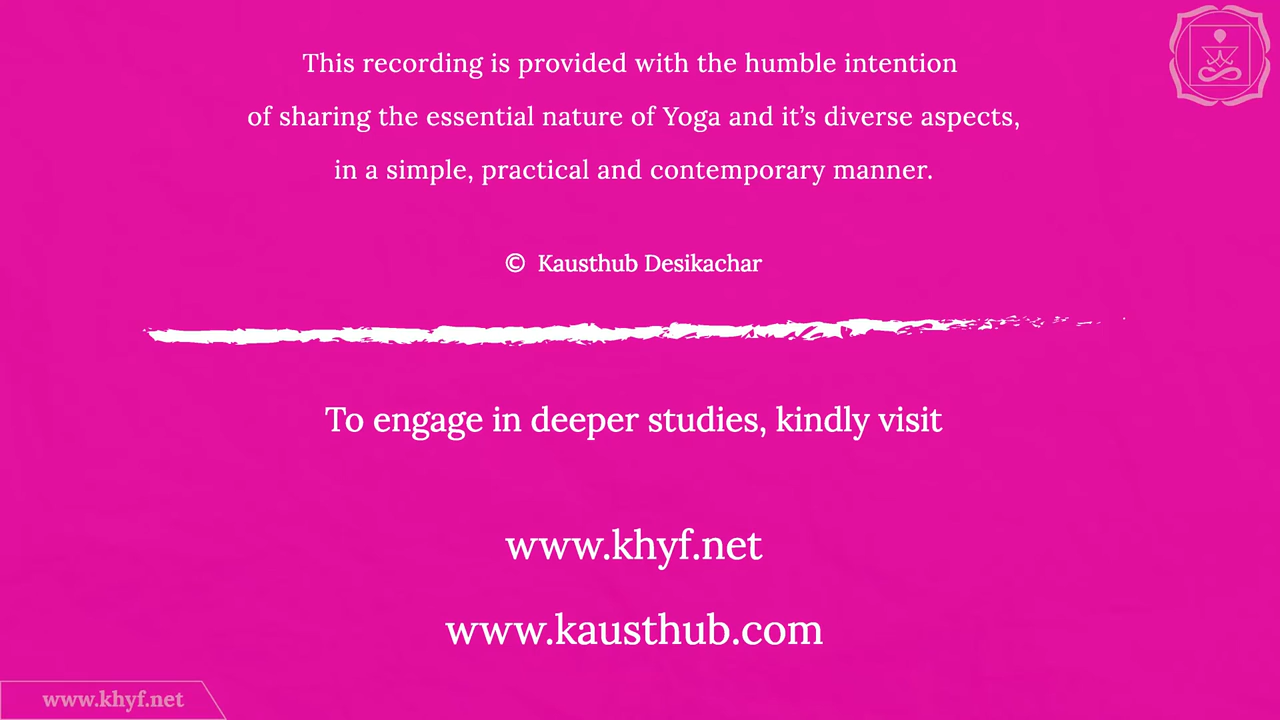 This recording is provided with the humble intention
of sharing the essential nature of Yoga and it’s diverse aspects,
in a simple, practical and contemporary manner.
© Kausthub Desikachar
To engage in deeper studies, kindly visit
www.khyf.net
www.kausthub.com
www.khyf.net